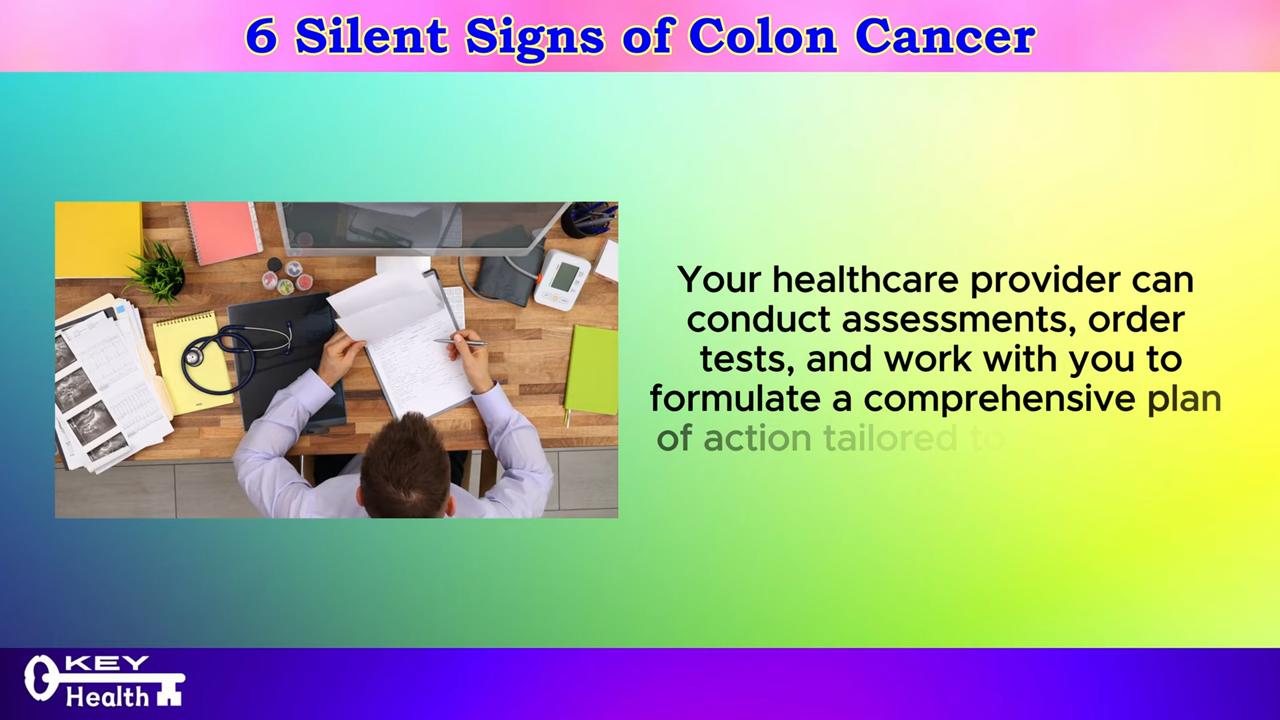 6 Silent Signs of Colon Cancer
Your healthcare provider can
conduct assessments, order
tests, and work with you to
formulate a comprehensive plan
of action tailored to
KEY
Health